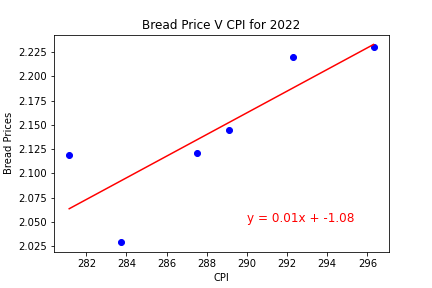 Bread Price V CPI for 2022
2.225
2.200
2.175
2.150
2.125
2.100
2.075
2.050
2.025
Bread Prices
y = 0.01x + -1.08
282 284 286 288 290 292 294 296
CPI